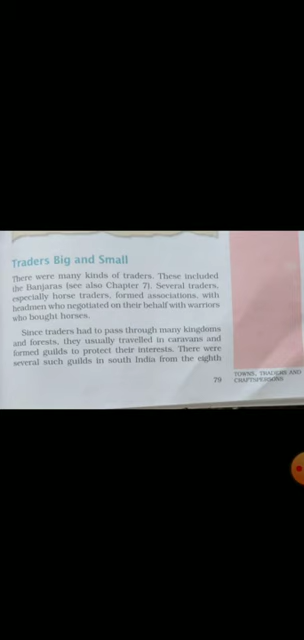 Traders Big and Small
There were many kinds of traders. These included
the Banjaras (see also Chapter 7). Several traders,
especially horse traders, formed associations, with
headmen who negotiated on their behalf with warriors
who bought horses.
Since traders had to pass through many kingdoms
and forests, they usually travelled in caravans and
formed guilds to protect their interests. There were
several such guilds in south India from the eighth
79
TOWNS, TRADERS AND
CRAFTSPERSONS